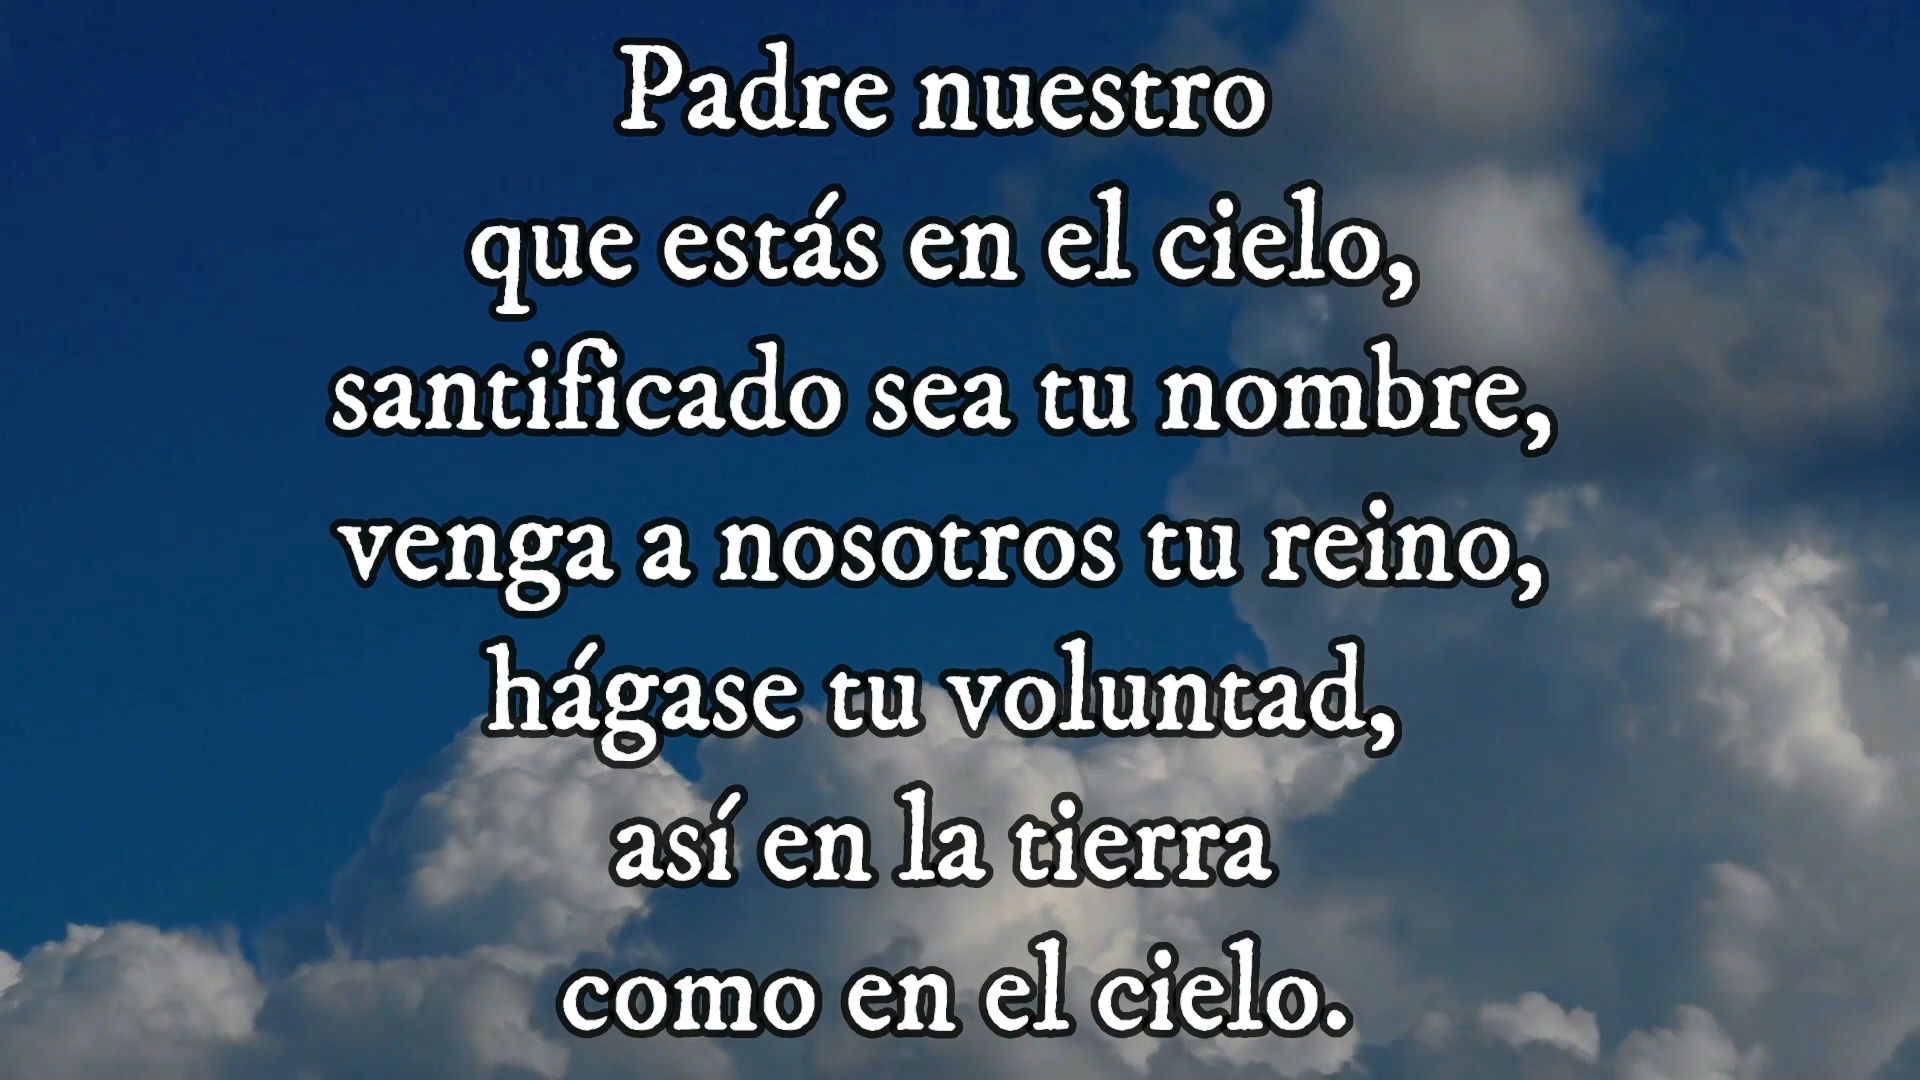 Padre nuestro
que estás en el cielo,
santificado sea tu nombre,
venga a nosotros tu reino,
hágase tu voluntad,
así en la tierra
como en el cielo.